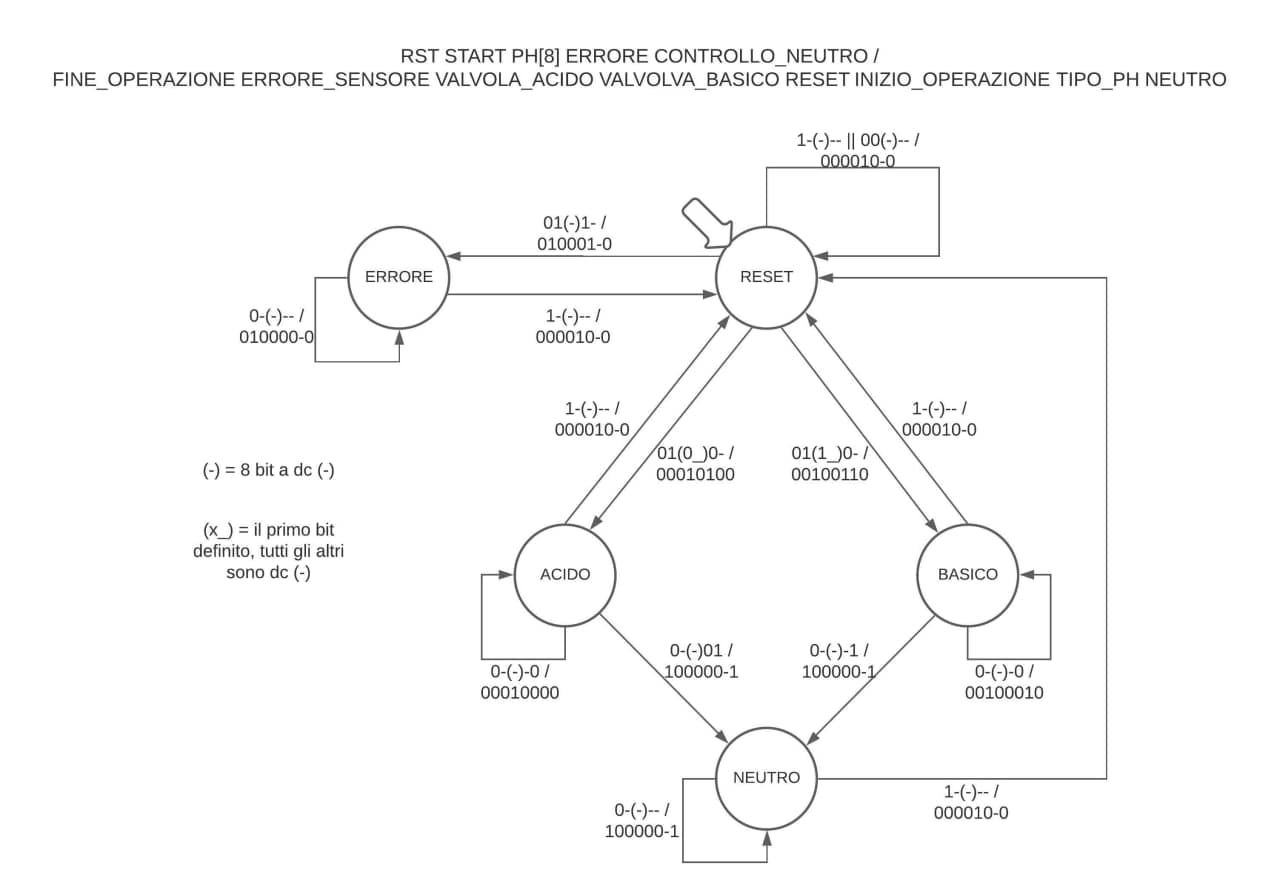 RST START PH[8] ERRORE CONTROLLO_NEUTRO /
FINE_OPERAZIONE ERRORE_SENSORE VALVOLA_ACIDO VALVOLVA_BASICO RESET INIZIO_OPERAZIONE TIPO_PH NEUTRO
1-(-)-- || 00(-)-- /
000010-0
01(-)1- /
010001-0
ERRORE
RESET
0-(-)-- /
010000-0
1-(-)-- /
000010-0
1-(-)-- /
000010-0
1-(-)-- /
000010-0
01(0_)0- /
00010100
01(1_)0- /
00100110
(-) = 8 bit a dc (-)
(x_) = il primo bit
definito, tutti gli altri
sono dc (-)
ACIDO
BASICO
0-(-)-0 /
00010000
0-(-)01 /
100000-1
0-(-)-1 /
100000-1
0-(-)-0 /
00100010
NEUTRO
0-(-)-- /
100000-1
1-(-)-- /
000010-0